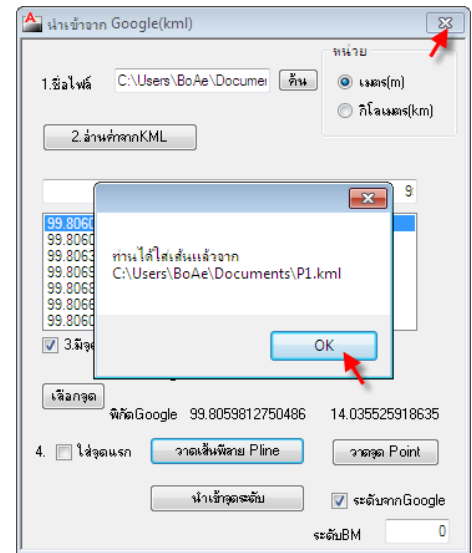 นำเข้าจาก Google(kml)
หน่วย
1.ชื่อไฟล์ C:\Users\BoAe\Documei ค้น
เมตร(m)
กิโลเมตร(km)
2.อ่านค่าจากKML
9
99.8060
99.8060
99.8063
99.8069
99.8068
99.8066
99.8060
ท่านได้ใส่เส้นแล้วจาก
C:\Users\BoAe\Documents\P1.kml
OK
3.มีจุด
เลือกจุด
พิกัดGoogle 99.8059812750486 14.035525918635
4. ใส่จุดแรก วาดเส้นพิลาย Pline วาดจุด Point
นำเข้าจุดระดับ ระดับจากGoogle
ระดับBM 0